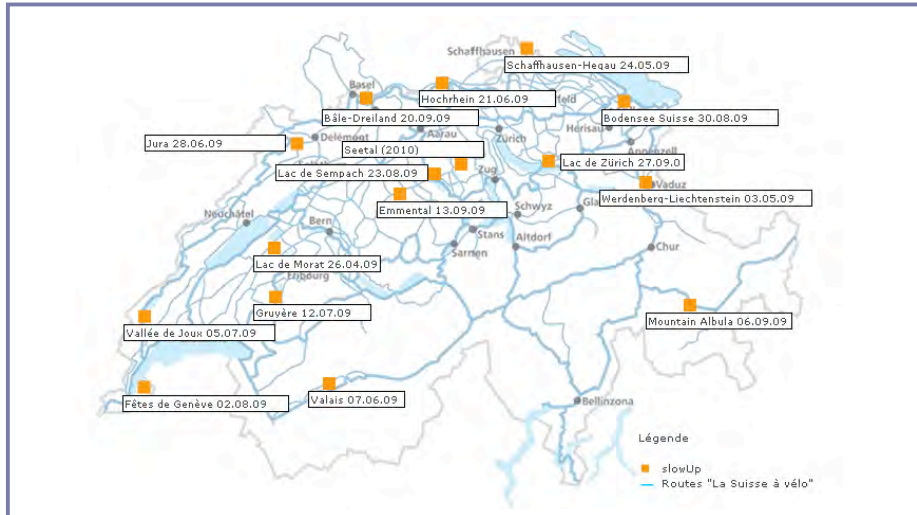 Schaffhausen
Schaffhausen-Hegau 24.05.09
Basel
Hochrhein 21.06.09
feld
Bâle-Dreiland 20.09.09
Bodensee Suisse 30.08.09
Jura 28.06.09
Delémont
Aarau
Zürich
Herisau
Appenzell
Seetal (2010)
Lac de Sempach 23.08.09
Zug
Lac de Zürich 27.09.0
Vaduz
Werdenberg-Liechtenstein 03.05.09
Emmental 13.09.09
Neuchâtel
Bern
Schwyz
Gla
Stans
Sarnen
Altdorf
Chur
Lac de Morat 26.04.09
Fribourg
Gruyère 12.07.09
Vallée de Joux 05.07.09
Mountain Albula 06.09.09
Fêtes de Genève 02.08.09
Valais 07.06.09
Bellinzona
Légende
slowUp
Routes "La Suisse à vélo"